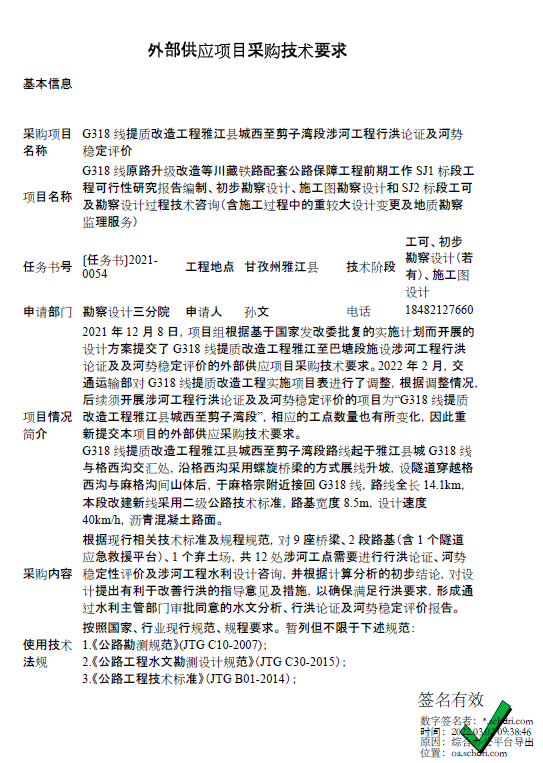 外部供应项目采购技术要求
基本信息
采购项目 G318 线提质改造工程雅江县城西至剪子湾段涉河工程行洪论证及河势
名称 稳定评价
G318 线原路升级改造等川藏铁路配套公路保障工程前期工作 SJ1 标段工
程可行性研究报告编制、初步勘察设计、施工图勘察设计和 SJ2 标段工可
项目名称
及勘察设计过程技术咨询（含施工过程中的重较大设计变更及地质勘察
监理服务）
工可、初步
任务书号 [任务书]2021- 工程地点 甘孜州雅江县 技术阶段 勘察设计（若
0054 有）、施工图
设计
申请部门 勘察设计三分院 申请人 孙文 电话 18482127660
2021 年 12 月 8 日，项目组根据基于国家发改委批复的实施计划而开展的
设计方案提交了 G318 线提质改造工程雅江至巴塘段施设涉河工程行洪
论证及及河势稳定评价的外部供应项目采购技术要求。2022 年 2 月，交
通运输部对 G318 线提质改造工程实施项目表进行了调整，根据调整情况，
后续须开展涉河工程行洪论证及及河势稳定评价的项目为“G318 线提质
项目情况 改造工程雅江县城西至剪子湾段”，相应的工点数量也有所变化，因此重
简介 新提交本项目的外部供应采购技术要求。
G318 线提质改造工程雅江县城西至剪子湾段路线起于雅江县城 G318 线
与格西沟交汇处，沿格西沟采用螺旋桥梁的方式展线升坡，设隧道穿越格
西沟与麻格沟间山体后，于麻格宗附近接回 G318 线，路线全长 14.1km，
本段改建新线采用二级公路技术标准，路基宽度 8.5m，设计速度
40km/h，沥青混凝土路面。
根据现行相关技术标准及规程规范，对 9 座桥梁、2 段路基（含 1 个隧道
应急救援平台）、1 个弃土场，共 12 处涉河工点需要进行行洪论证、河势
采购内容 稳定性评价及涉河工程水利设计咨询，并根据计算分析的初步结论，对设
计提出有利于改善行洪的指导意见及措施，以确保满足行洪要求，形成通
过水利主管部门审批同意的水文分析、行洪论证及河势稳定评价报告。
按照国家、行业现行规范、规程要求。暂列但不限于下述规范：
使用技术 1.《公路勘测规范》(JTG C10-2007)；
法规 2.《公路工程水文勘测设计规范》（JTG C30-2015）；
3.《公路工程技术标准》（JTG B01-2014）；
签名有效
数字签名者：*.schdri.com
时间：2022.03.02 09:38:46
原因：综合办公平台导出
位置：oa.schdri.com